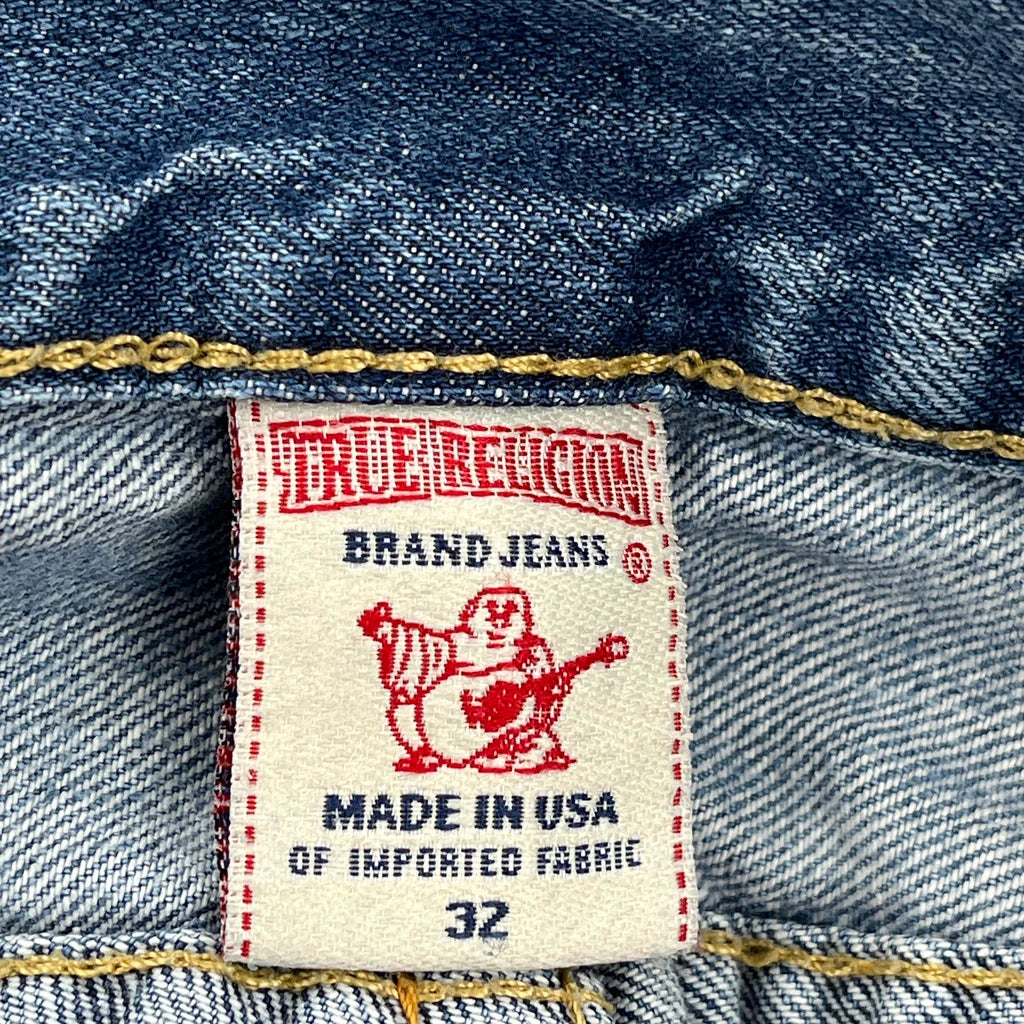 TRUE RELIGION
BRAND JEANS ®
MADE IN USA
OF IMPORTED FABRIC
32